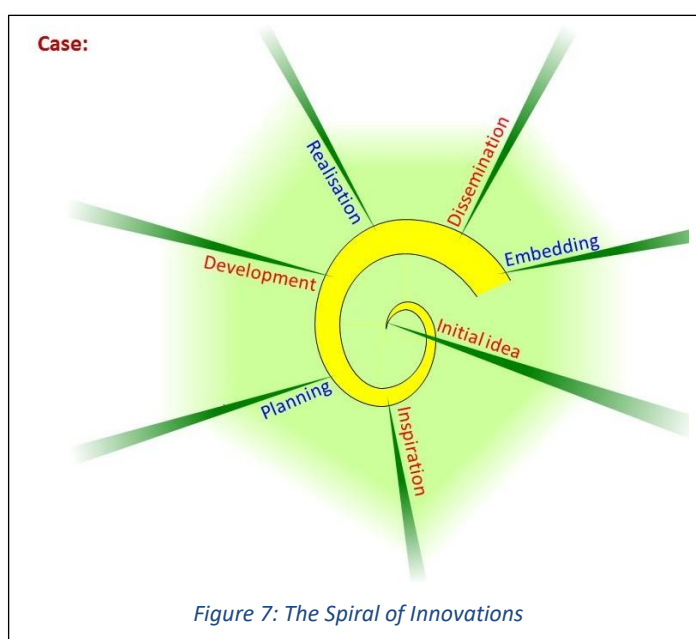 Case:
Initial idea
Inspiration
Planning
Development
Realisation
Dissemination
Embedding
Figure 7: The Spiral of Innovations